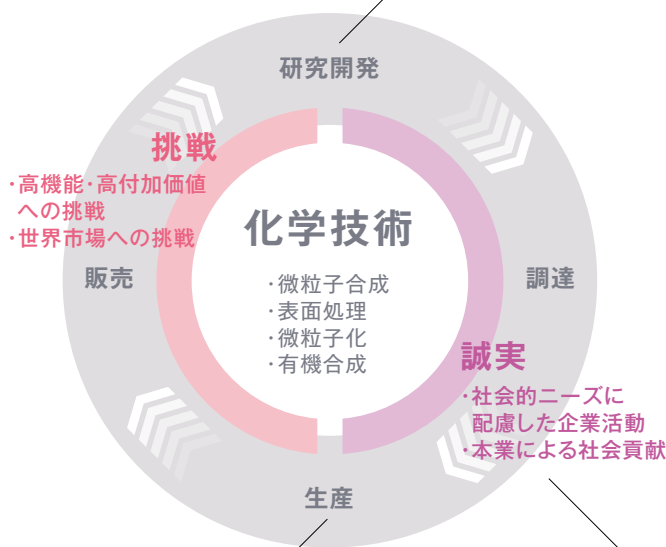 研究開発
挑戦
・高機能・高付加価値
への挑戦
・世界市場への挑戦
化学技術
・微粒子合成
・表面処理
・微粒子化
・有機合成
販売
調達
誠実
・社会的ニーズに
配慮した企業活動
・本業による社会貢献
生産